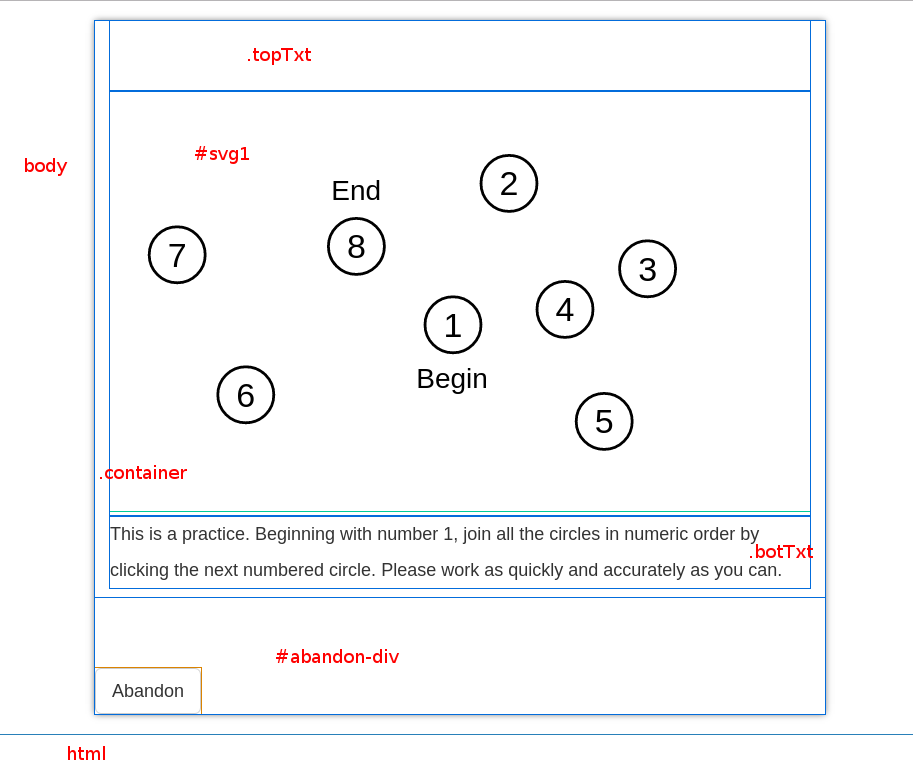 .topTxt
#svg1
body
2
End
7
8
3
4
1
Begin
6
5
.container
This is a practice. Beginning with number 1, join all the circles in numeric order by
.botTxt
clicking the next numbered circle. Please work as quickly and accurately as you can.
#abandon-div
Abandon
html